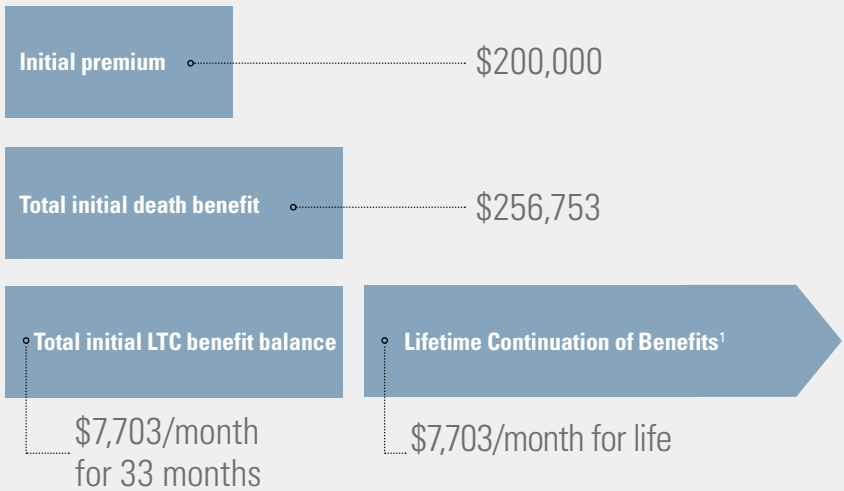 Initial premium
$200,000
Total initial death benefit
$256,753
Total initial LTC benefit balance
Lifetime Continuation of Benefits1
$7,703/month
for 33 months
$7,703/month for life